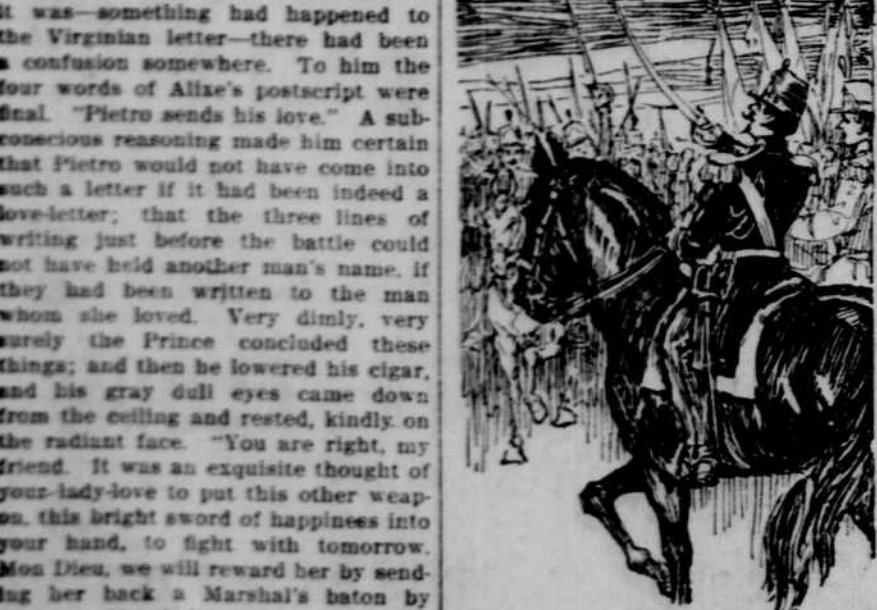 it was—something had happened to
the Virginian letter—there had been
a confusion somewhere. To him the
four words of Alixe's postscript were
final. "Pietro sends his love." A sub-
conscious reasoning made him certain
that Pietro would not have come into
such a letter if it had been indeed a
love-letter; that the three lines of
writing just before the battle could
not have held another man's name, if
they had been written to the man
whom she loved. Very dimly, very
surely the Prince concluded these
things; and then he lowered his cigar,
and his gray dull eyes came down
from the ceiling and rested, kindly on
the radiant face. "You are right, my
friend. It was an exquisite thought of
your lady-love to put this other weap-
on, this bright sword of happiness into
your hand, to fight with tomorrow.
Mon Dieu, we will reward her by send-
ing her back a Marshal's baton by